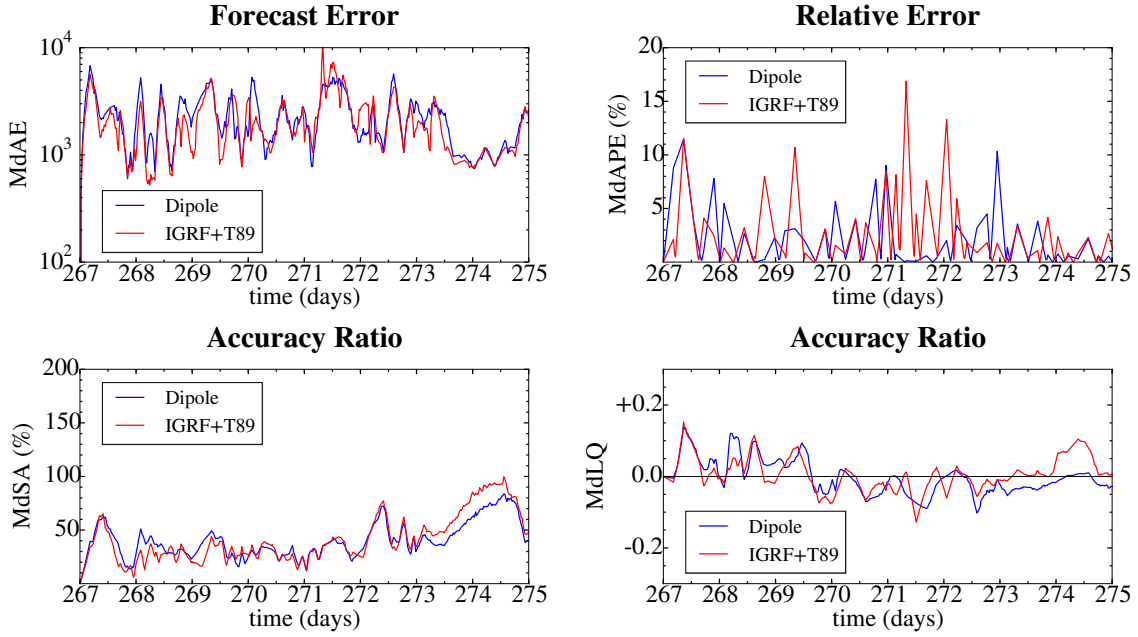 Forecast Error
10^4
10^3
10^2
MdAE
Dipole
IGRF+T89
267 268 269 270 271 272 273 274 275
time (days)
Relative Error
20
15
10
5
MdAPE (%)
Dipole
IGRF+T89
267 268 269 270 271 272 273 274 275
time (days)
Accuracy Ratio
200
150
100
50
MdSA (%)
Dipole
IGRF+T89
267 268 269 270 271 272 273 274 275
time (days)
Accuracy Ratio
+0.2
0.0
-0.2
MdLQ
Dipole
IGRF+T89
267 268 269 270 271 272 273 274 275
time (days)